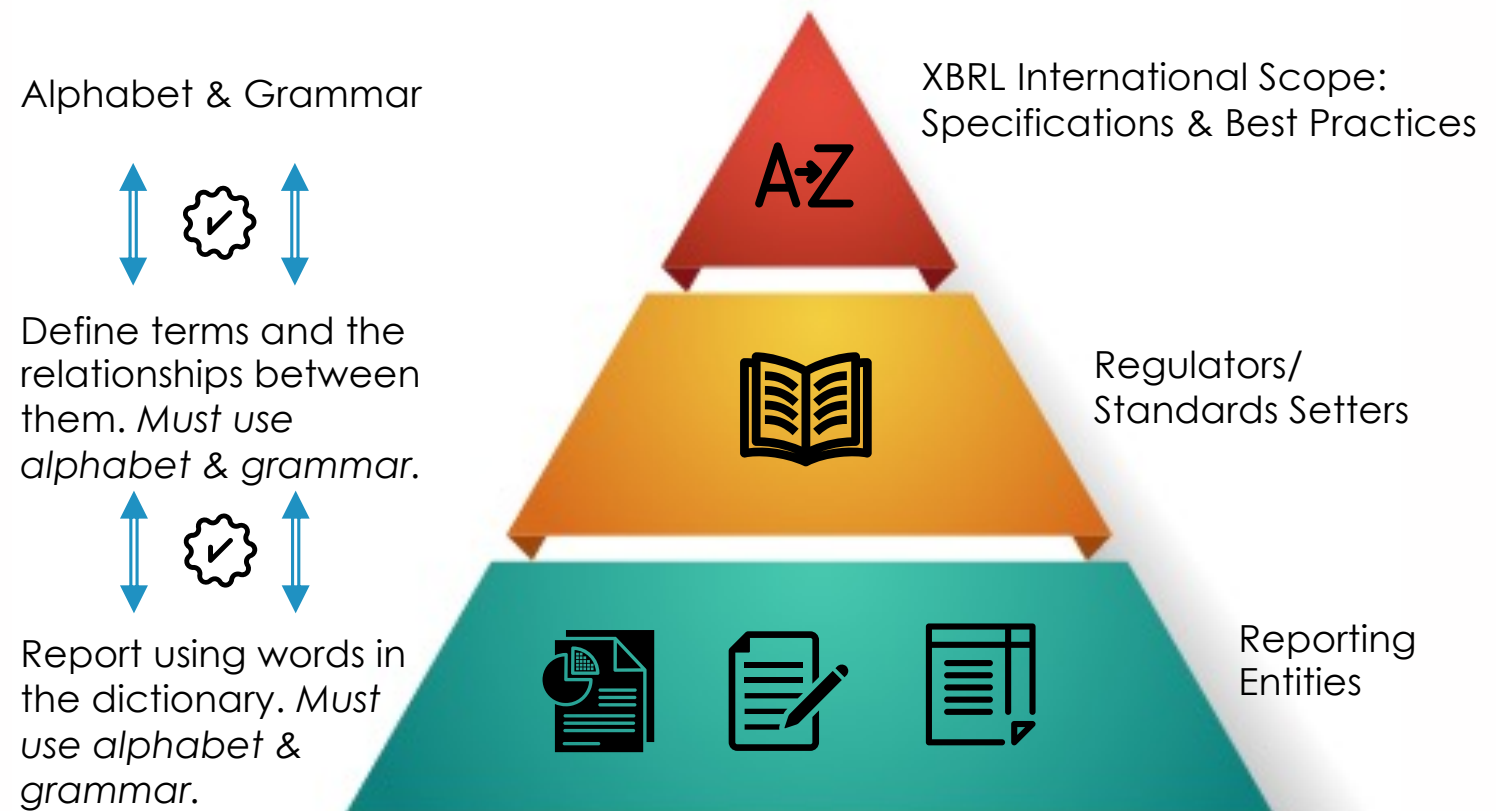 Alphabet & Grammar
XBRL International Scope:
Specifications & Best Practices
A→Z
Define terms and the
relationships between
them. Must use
alphabet & grammar.
Regulators/
Standards Setters
Report using words in
the dictionary. Must
use alphabet &
grammar.
Reporting
Entities